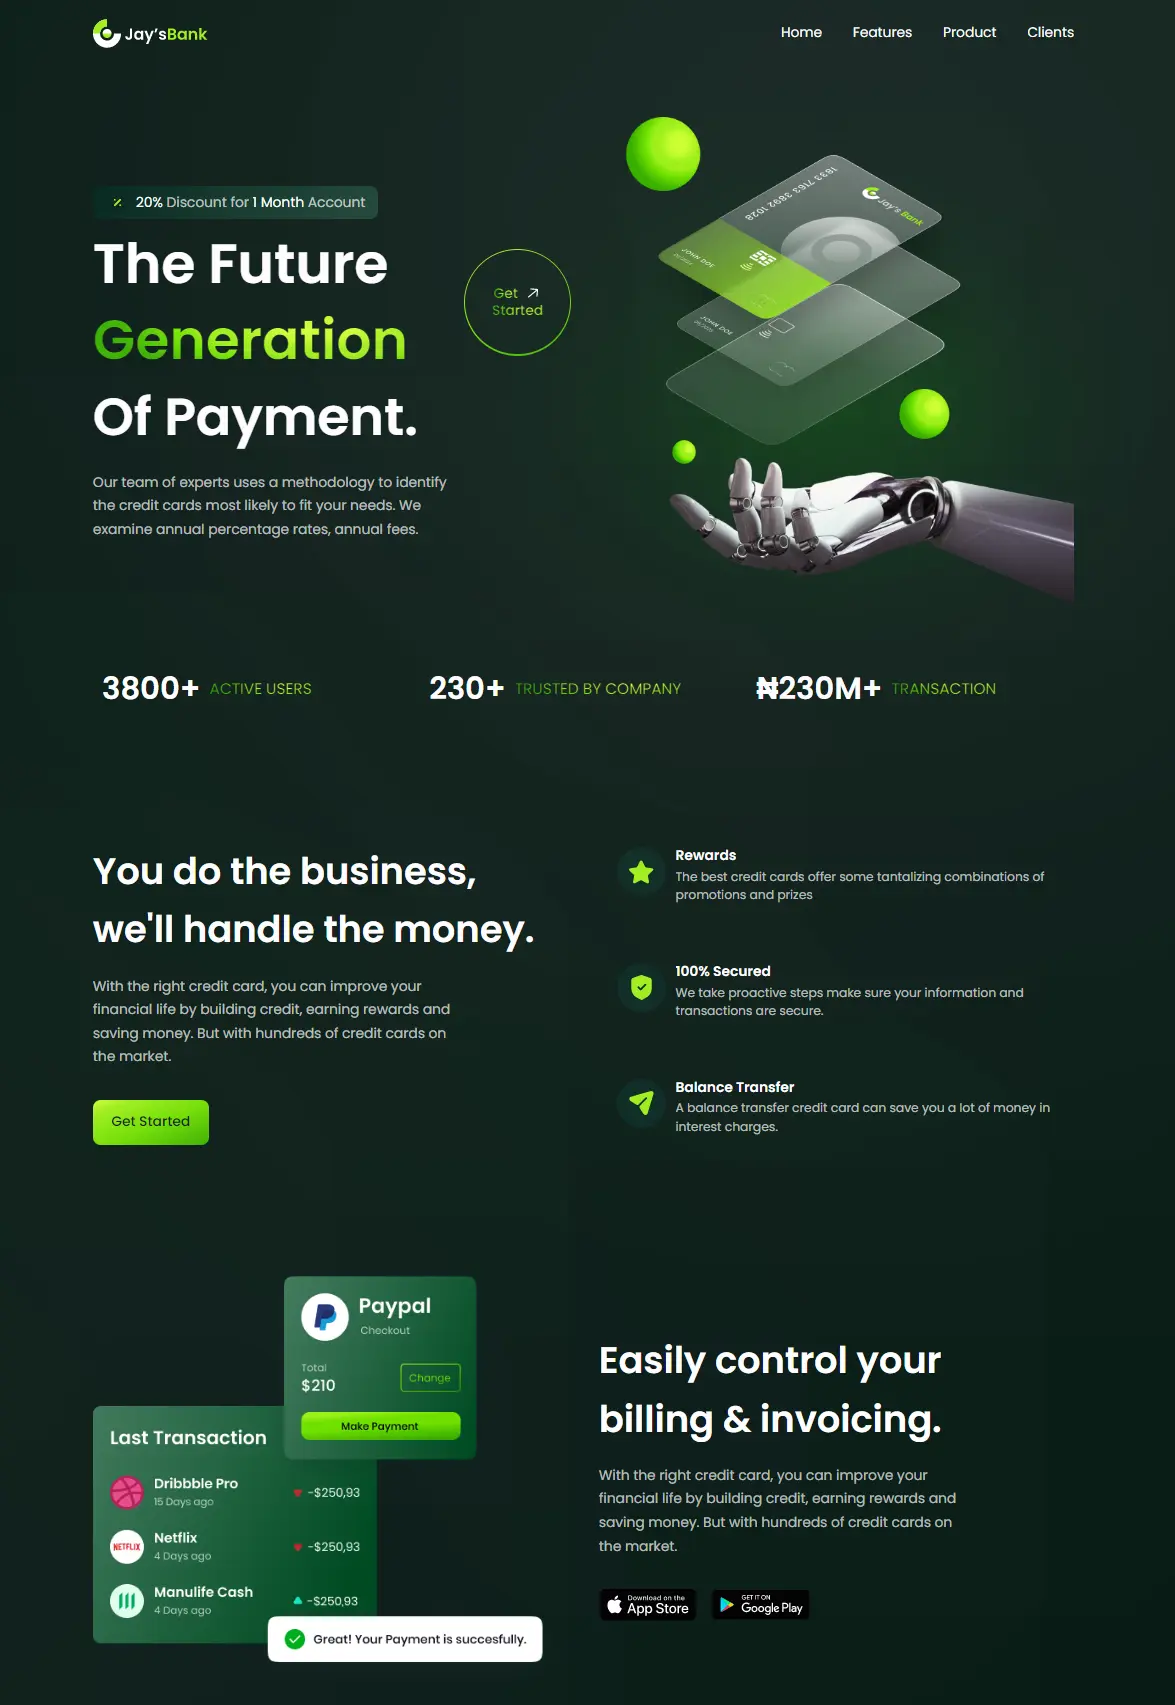 Jay'sBank
Home
Features
Product
Clients
20% Discount for 1 Month Account
The Future
Generation
Of Payment.
Get
Started
Our team of experts uses a methodology to identify
the credit cards most likely to fit your needs. We
examine annual percentage rates, annual fees.
1833 7163 3892 1028
Jay's Bank
JOHN DOE
JOHN DOE
3800+ ACTIVE USERS
230+ TRUSTED BY COMPANY
₦230M+ TRANSACTION
You do the business,
we'll handle the money.
With the right credit card, you can improve your
financial life by building credit, earning rewards and
saving money. But with hundreds of credit cards on
the market.
Get Started
Rewards
The best credit cards offer some tantalizing combinations of
promotions and prizes
100% Secured
We take proactive steps make sure your information and
transactions are secure.
Balance Transfer
A balance transfer credit card can save you a lot of money in
interest charges.
Paypal
Checkout
Total
$210
Change
Make Payment
Last Transaction
Dribbble Pro
15 Days ago
-$250,93
NETFLIX
Netflix
4 Days ago
-$250,93
Manulife Cash
4 Days ago
-$250,93
Great! Your Payment is succesfully.
Easily control your
billing & invoicing.
With the right credit card, you can improve your
financial life by building credit, earning rewards and
saving money. But with hundreds of credit cards on
the market.
Download on the
App Store
GET IT ON
Google Play